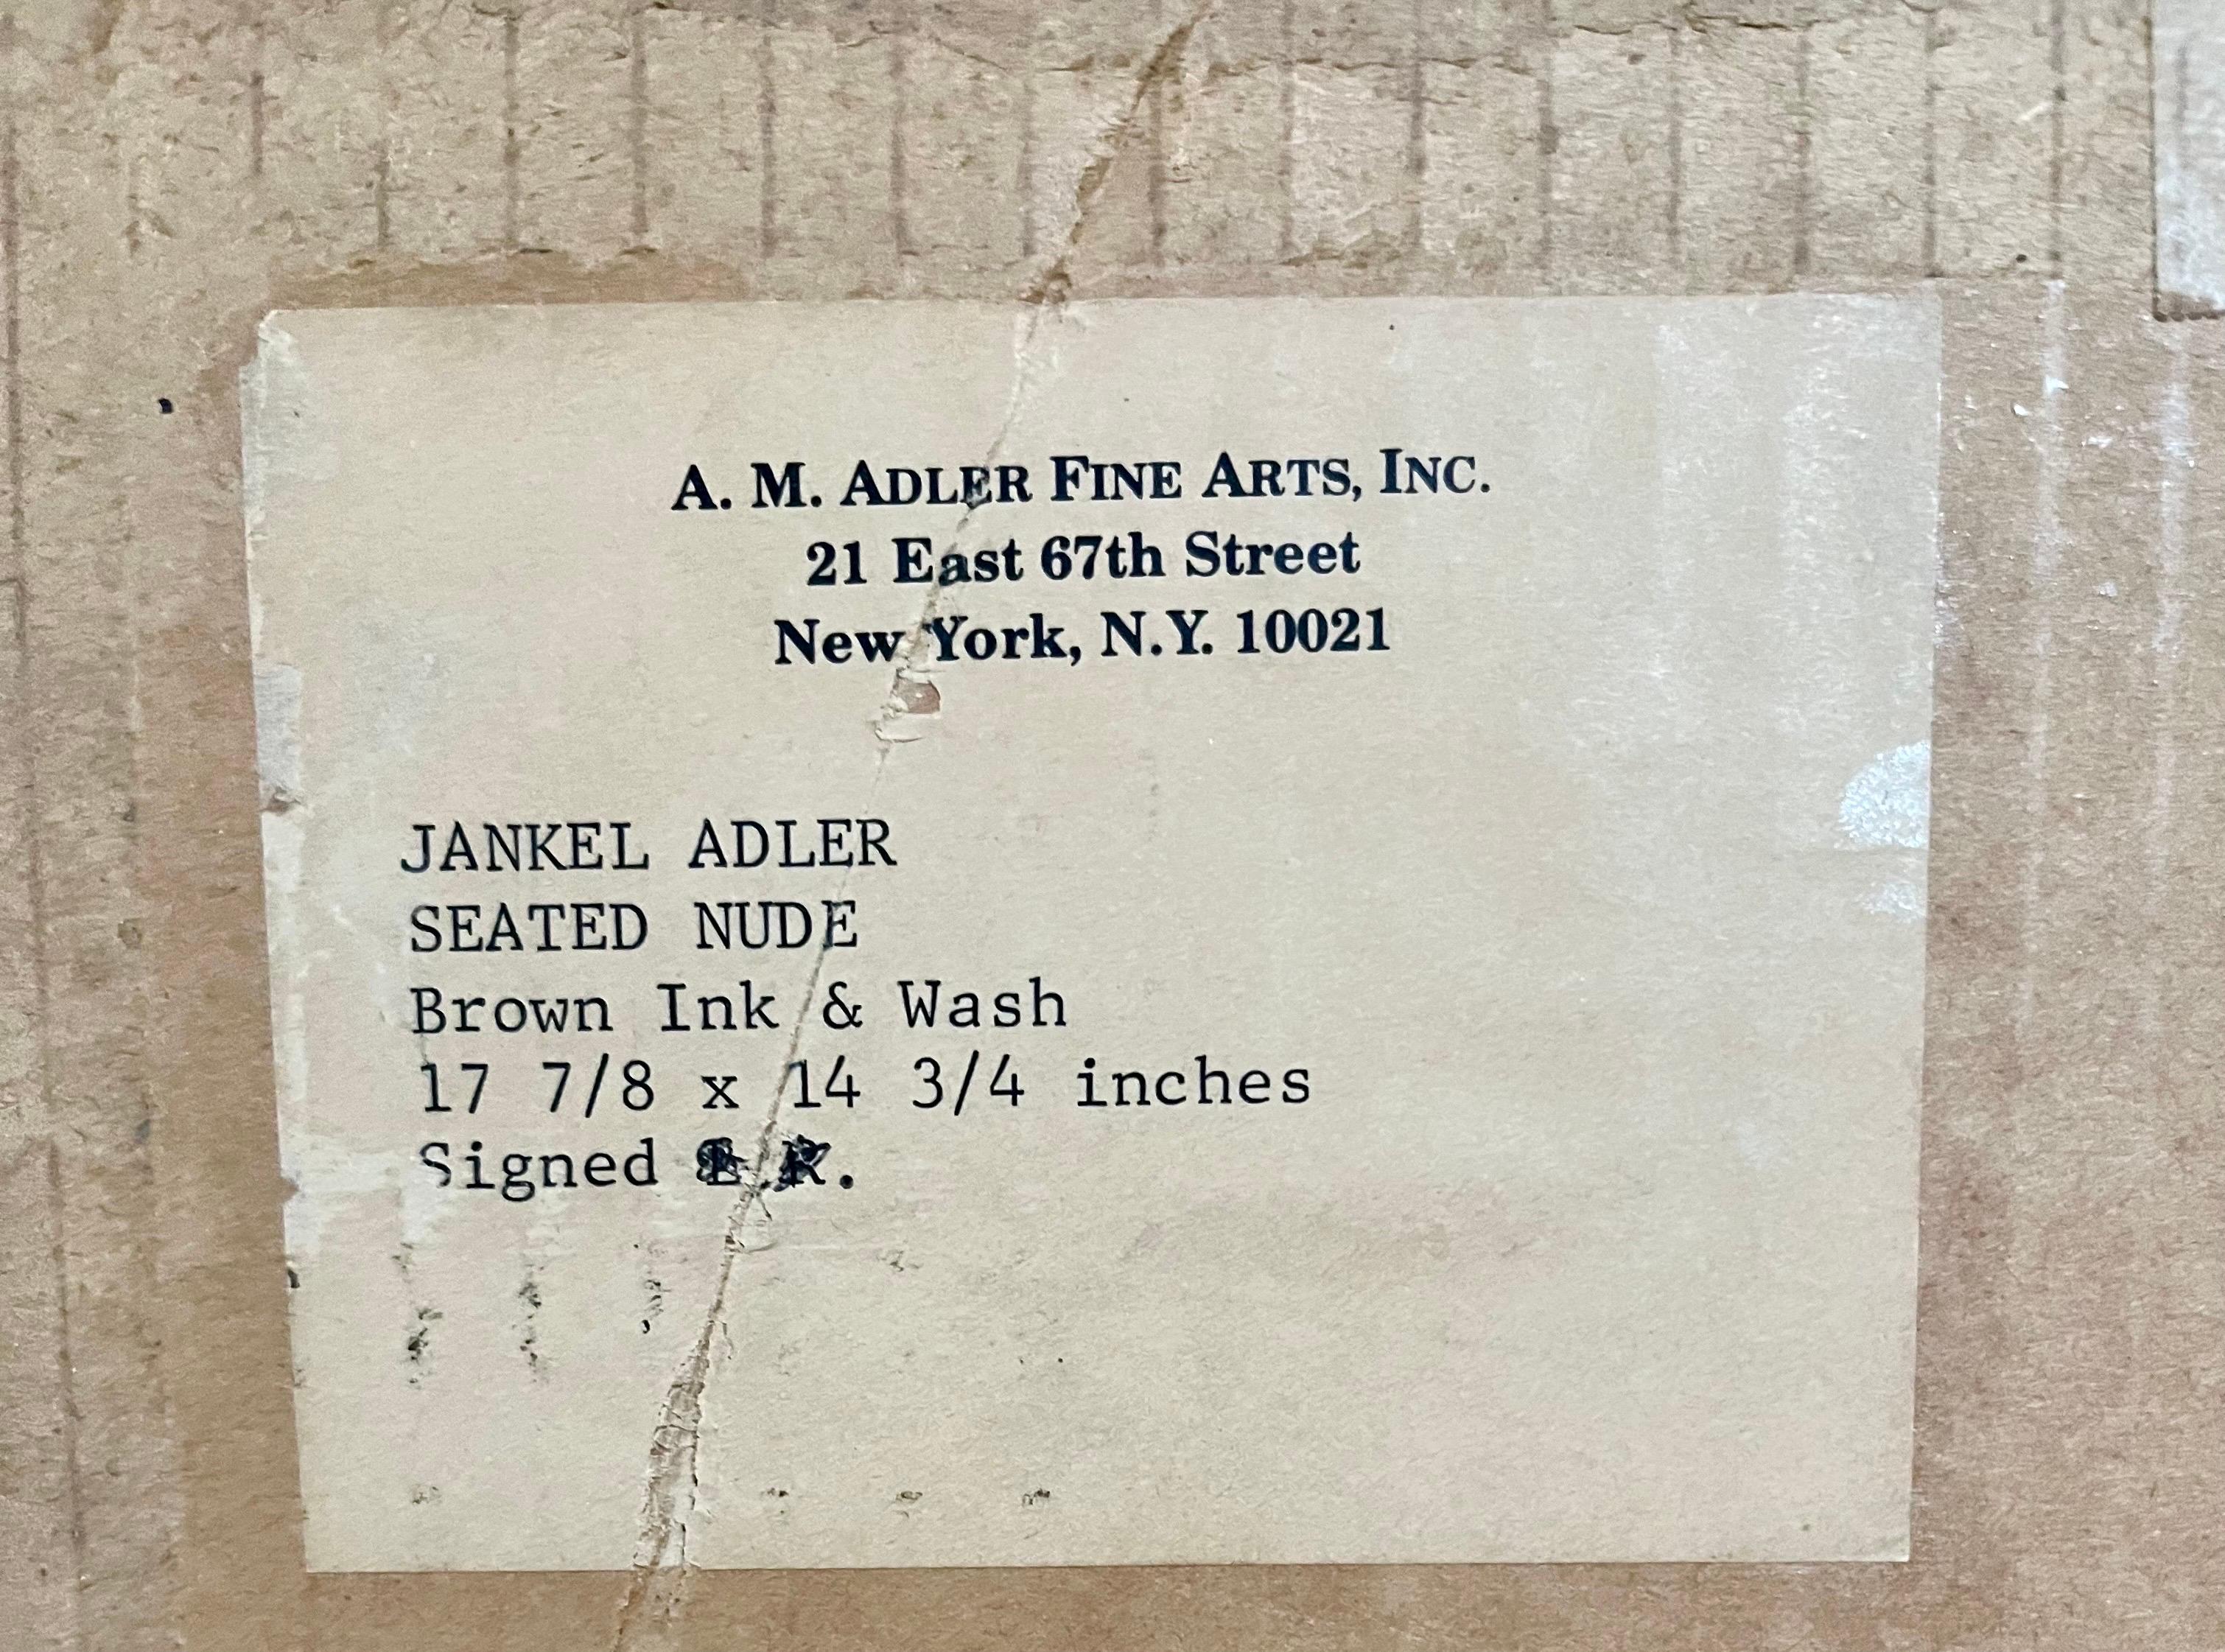 A. M. ADLER FINE ARTS, INC.
21 East 67th Street
New York, N.Y. 10021
JANKEL ADLER
SEATED NUDE
Brown Ink & Wash
17 7/8 x 14 3/4 inches
Signed